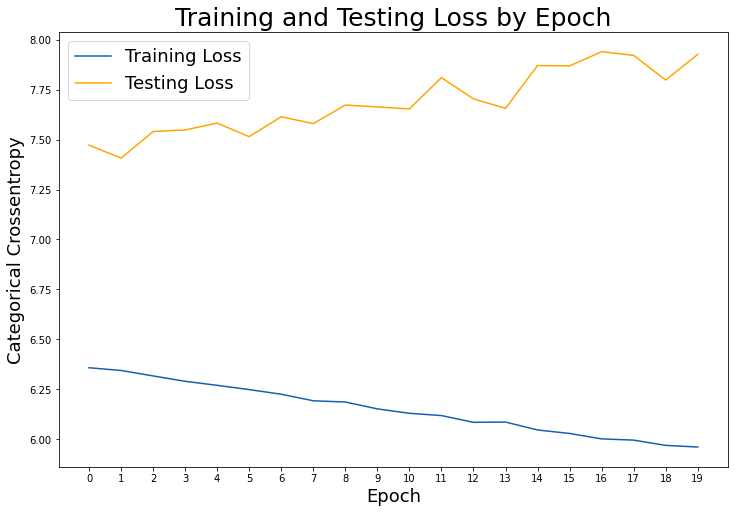 Training and Testing Loss by Epoch
Training Loss
Testing Loss
Categorical Crossentropy
8.00
7.75
7.50
7.25
7.00
6.75
6.50
6.25
6.00
0 1 2 3 4 5 6 7 8 9 10 11 12 13 14 15 16 17 18 19
Epoch